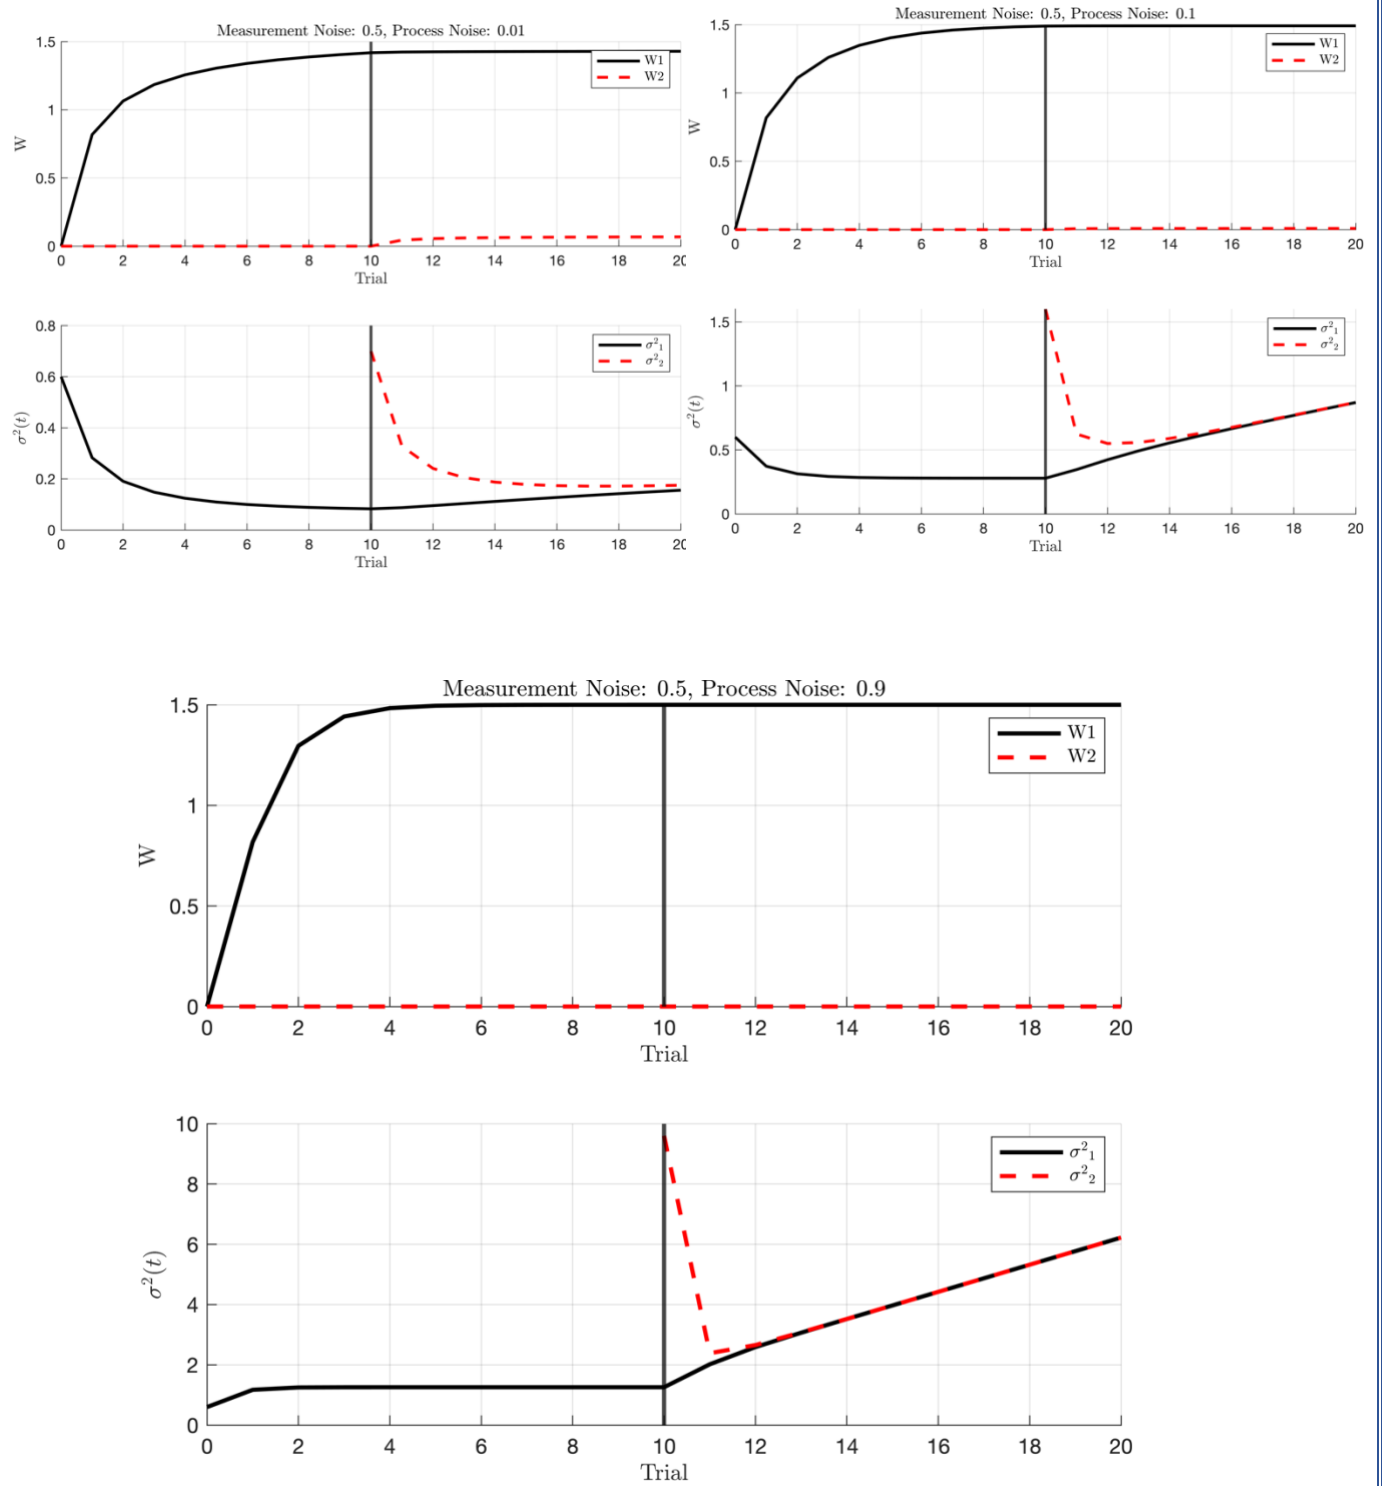 Measurement Noise: 0.5, Process Noise: 0.01
1.5
1
0.5
0
W
W1
W2
0 2 4 6 8 10 12 14 16 18 20
Trial
0.8
0.6
0.4
0.2
0
σ²(t)
σ²₁
σ²₂
0 2 4 6 8 10 12 14 16 18 20
Trial
Measurement Noise: 0.5, Process Noise: 0.1
1.5
1
0.5
0
W
W1
W2
0 2 4 6 8 10 12 14 16 18 20
Trial
1.5
1
0.5
0
σ²(t)
σ²₁
σ²₂
0 2 4 6 8 10 12 14 16 18 20
Trial
Measurement Noise: 0.5, Process Noise: 0.9
1.5
1
0.5
0
W
W1
W2
0 2 4 6 8 10 12 14 16 18 20
Trial
10
8
6
4
2
0
σ²(t)
σ²₁
σ²₂
0 2 4 6 8 10 12 14 16 18 20
Trial